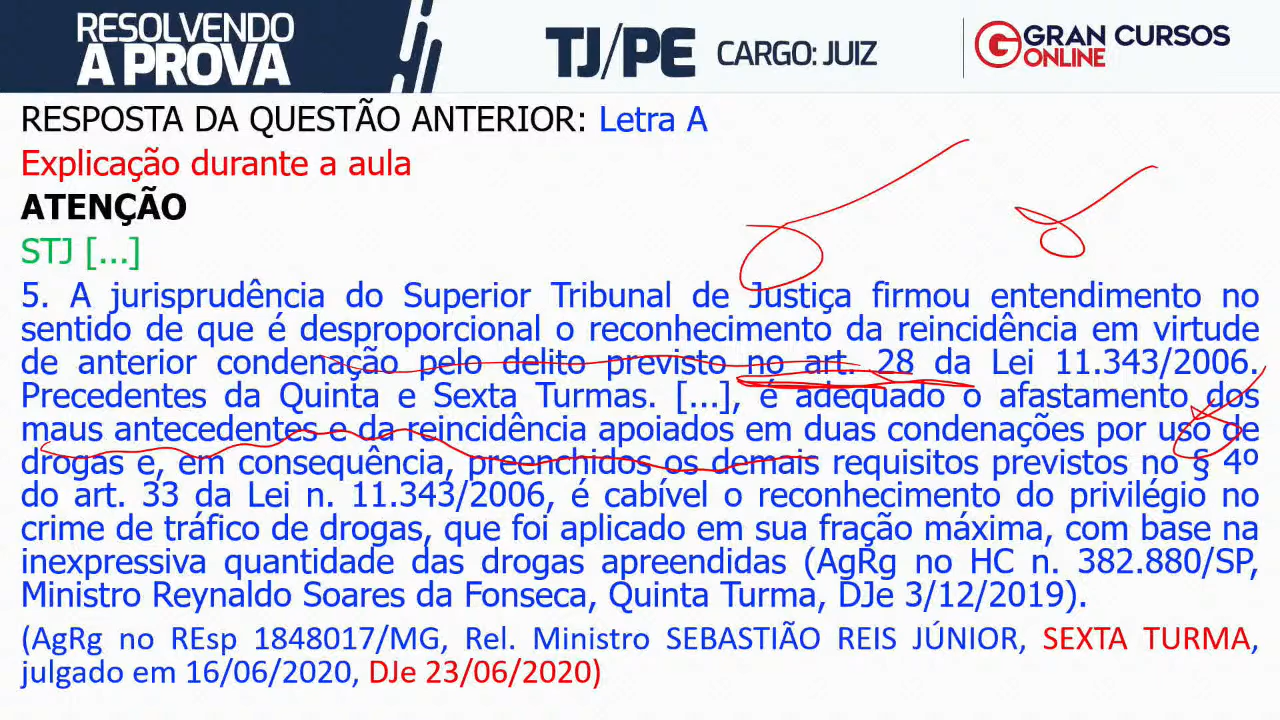 RESOLVENDO
A PROVA
TJ/PE CARGO: JUIZ
GRAN CURSOS
ONLINE
RESPOSTA DA QUESTÃO ANTERIOR: Letra A
Explicação durante a aula
ATENÇÃO
STJ [...]
5. A jurisprudência do Superior Tribunal de Justiça firmou entendimento no
sentido de que é desproporcional o reconhecimento da reincidência em virtude
de anterior condenação pelo delito previsto no art. 28 da Lei 11.343/2006.
Precedentes da Quinta e Sexta Turmas. [...], é adequado o afastamento dos
maus antecedentes e da reincidência apoiados em duas condenações por uso de
drogas e, em consequência, preenchidos os demais requisitos previstos no § 4º
do art. 33 da Lei n. 11.343/2006, é cabível o reconhecimento do privilégio no
crime de tráfico de drogas, que foi aplicado em sua fração máxima, com base na
inexpressiva quantidade das drogas apreendidas (AgRg no HC n. 382.880/SP,
Ministro Reynaldo Soares da Fonseca, Quinta Turma, DJe 3/12/2019).
(AgRg no REsp 1848017/MG, Rel. Ministro SEBASTIÃO REIS JÚNIOR, SEXTA TURMA,
julgado em 16/06/2020, DJe 23/06/2020)